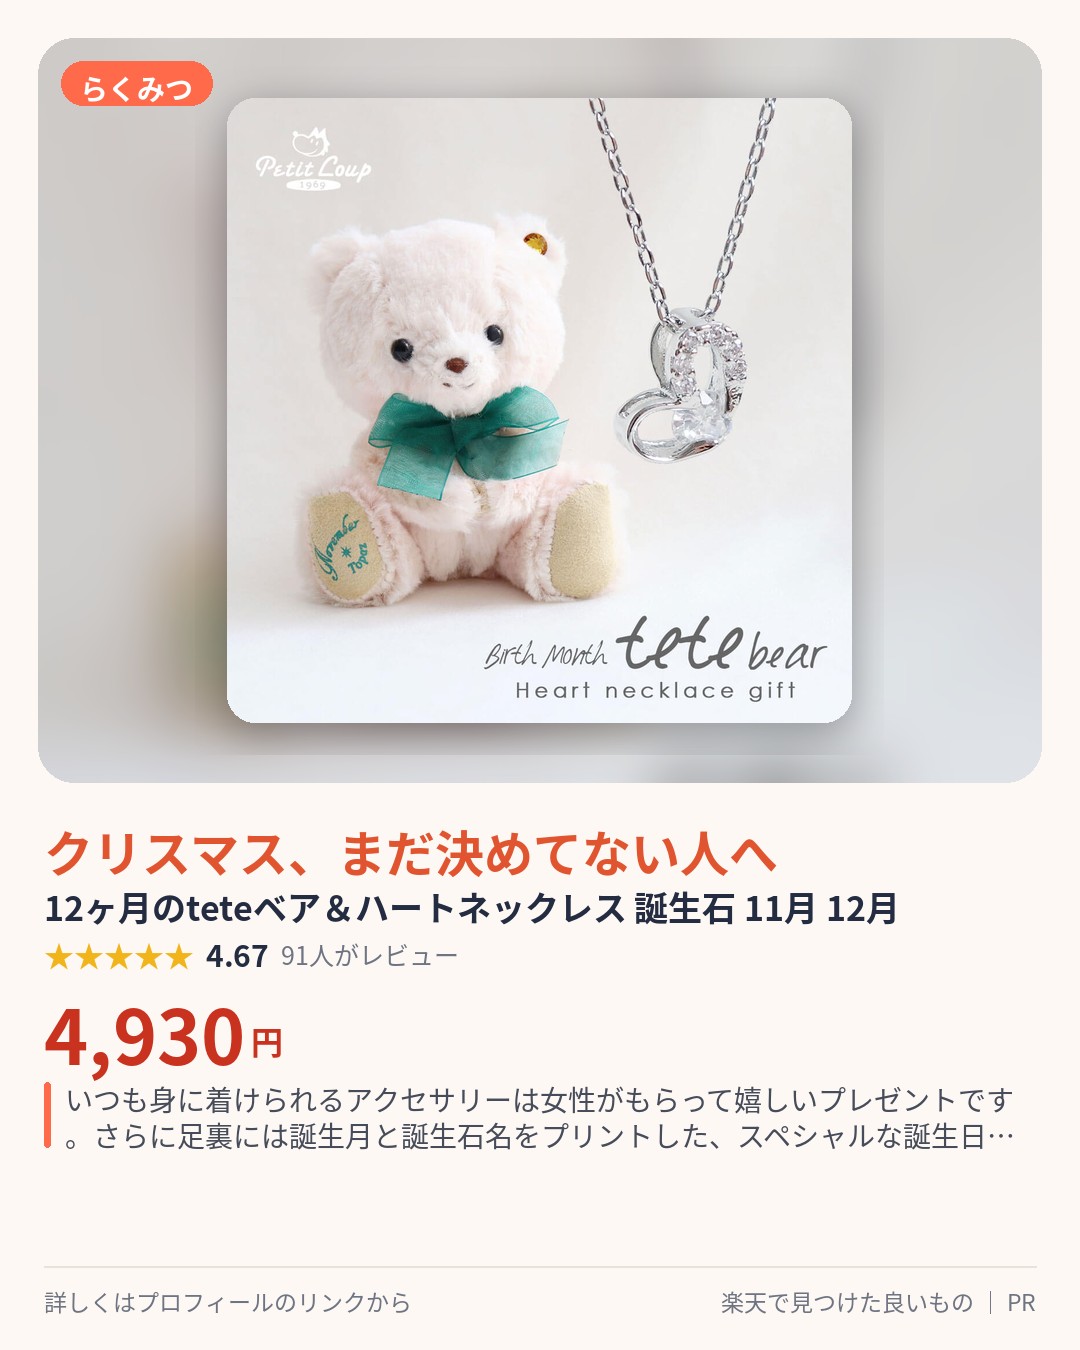 らくみつ
Petit Loup
1969
November
Topaz
Birth Month tete bear
Heart necklace gift
クリスマス、まだ決めてない人へ
12ヶ月のteteベア＆ハートネックレス 誕生石 11月 12月
★★★★★ 4.67 91人がレビュー
4,930円
いつも身に着けられるアクセサリーは女性がもらって嬉しいプレゼントです
。さらに足裏には誕生月と誕生石名をプリントした、スペシャルな誕生日…
詳しくはプロフィールのリンクから
楽天で見つけた良いもの｜PR